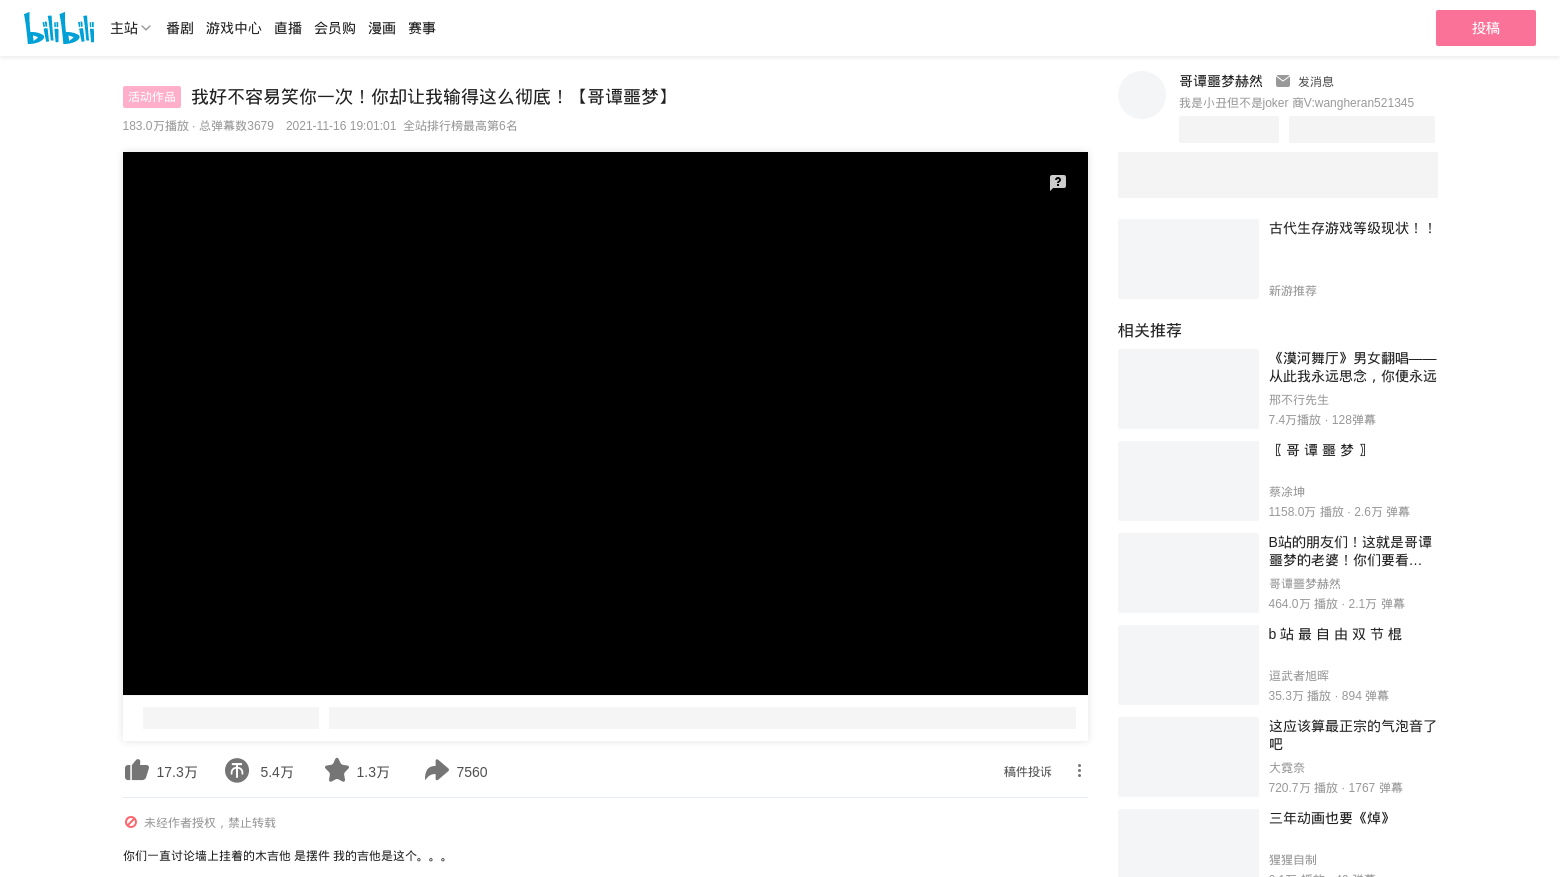 bilibili
主站 番剧 游戏中心 直播 会员购 漫画 赛事
投稿
活动作品 我好不容易笑你一次！你却让我输得这么彻底！【哥谭噩梦】
183.0万播放 · 总弹幕数3679 2021-11-16 19:01:01 全站排行榜最高第6名
17.3万 5.4万 1.3万 7560
稿件投诉
未经作者授权，禁止转载
你们一直讨论墙上挂着的木吉他 是摆件 我的吉他是这个。。。
哥谭噩梦赫然 发消息
我是小丑但不是joker 商V:wangheran521345
古代生存游戏等级现状！！
新游推荐
相关推荐
《漠河舞厅》男女翻唱——
从此我永远思念，你便永远
邢不行先生
7.4万播放 · 128弹幕
〖 哥 谭 噩 梦 〗
蔡凃坤
1158.0万 播放 · 2.6万 弹幕
B站的朋友们！这就是哥谭
噩梦的老婆！你们要看…
哥谭噩梦赫然
464.0万 播放 · 2.1万 弹幕
b 站 最 自 由 双 节 棍
逗武者旭晖
35.3万 播放 · 894 弹幕
这应该算最正宗的气泡音了
吧
大霓奈
720.7万 播放 · 1767 弹幕
三年动画也要《焯》
猩猩自制